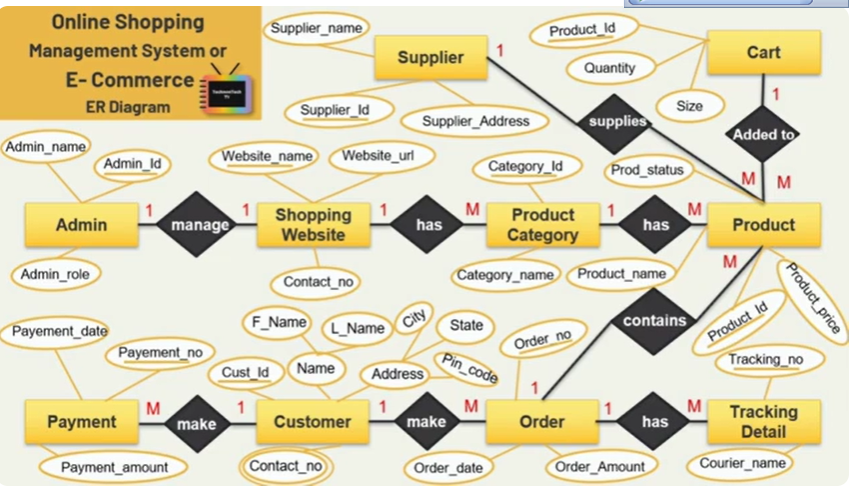 Online Shopping
Management System or
E- Commerce
ER Diagram
Supplier_name
Supplier
1
Product_Id
Cart
Quantity
Size
1
Supplier_Id
Supplier_Address
supplies
Added to
Admin_name
Admin_Id
Website_name
Website_url
Category_Id
Prod_status
M
M
Admin
1
manage
1
Shopping
Website
1
has
M
Product
Category
1
has
M
Product
Admin_role
Contact_no
Category_name
Product_name
M
Product_price
Product_Id
contains
Payement_date
Payement_no
F_Name
L_Name
City
State
Pin_code
Cust_Id
Name
Address
Order_no
Tracking_no
1
Payment
M
make
1
Customer
1
make
M
Order
1
has
M
Tracking
Detail
Payment_amount
Contact_no
Order_date
Order_Amount
Courier_name